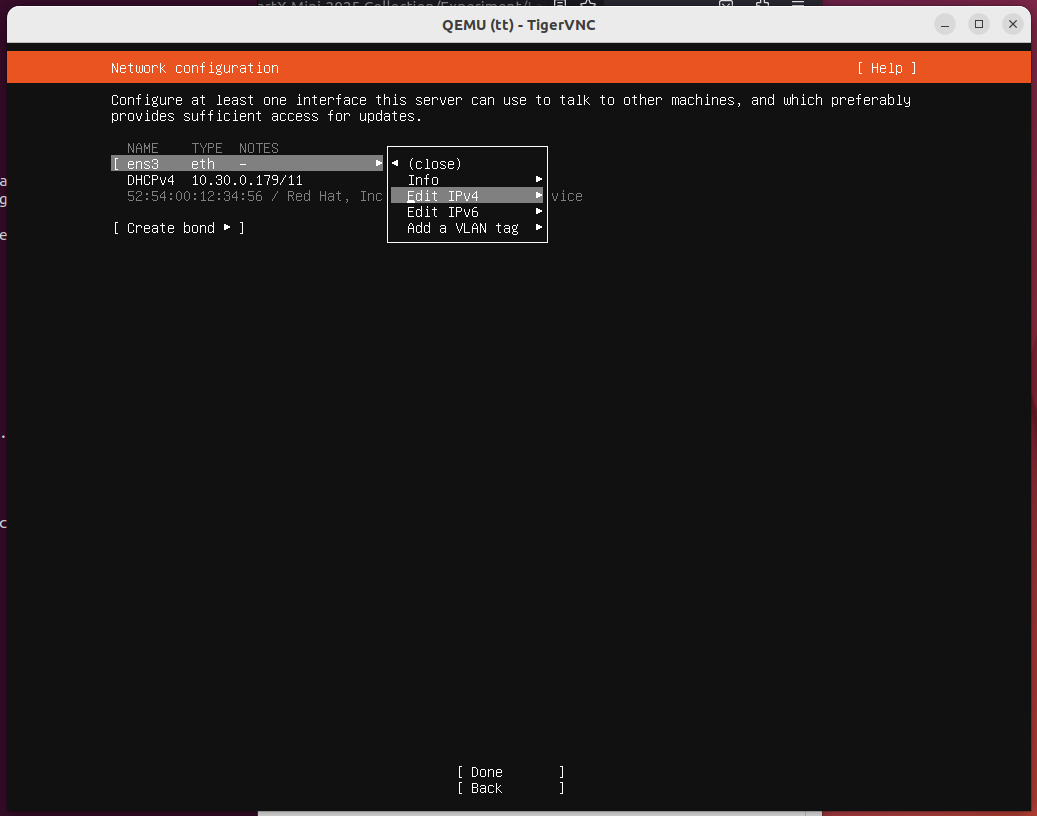 QEMU (tt) - TigerVNC
Network configuration [ Help ]
Configure at least one interface this server can use to talk to other machines, and which preferably
provides sufficient access for updates.
NAME TYPE NOTES
[ ens3 eth – ▸
DHCPv4 10.30.0.179/11
52:54:00:12:34:56 / Red Hat, Inc vice
◂ (close)
Info ▸
Edit IPv4 ▸
Edit IPv6 ▸
Add a VLAN tag ▸
[ Create bond ▸ ]
[ Done ]
[ Back ]